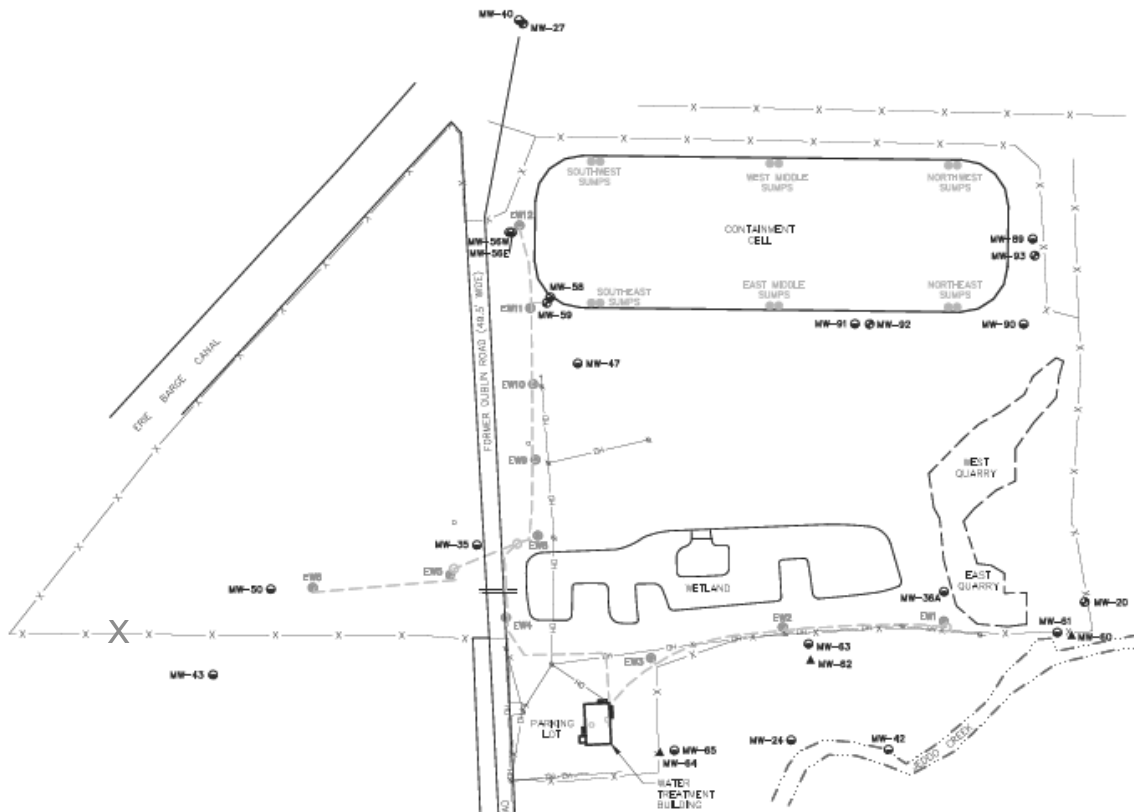 MW-40
MW-27
SOUTHWEST
SUMPS
WEST MIDDLE
SUMPS
NORTHWEST
SUMPS
EW12
MW-56W
MW-56E
CONTAINMENT
CELL
MW-89
MW-93
MW-58
MW-59
SOUTHEAST
SUMPS
EAST MIDDLE
SUMPS
NORTHEAST
SUMPS
EW11
MW-91
MW-92
MW-90
ERIE BARGE CANAL
FORMER DUBLIN ROAD (49.5' WIDE)
MW-47
EW10
EW9
WEST
QUARRY
MW-35
EW5
MW-50
WETLAND
EAST
QUARRY
MW-36A
MW-20
EW4
EW2
EW1
MW-61
MW-60
X
MW-63
MW-62
EW3
MW-43
PARKING
LOT
MW-65
MW-64
MW-24
MW-42
JEDDO CREEK
WATER
TREATMENT
BUILDING